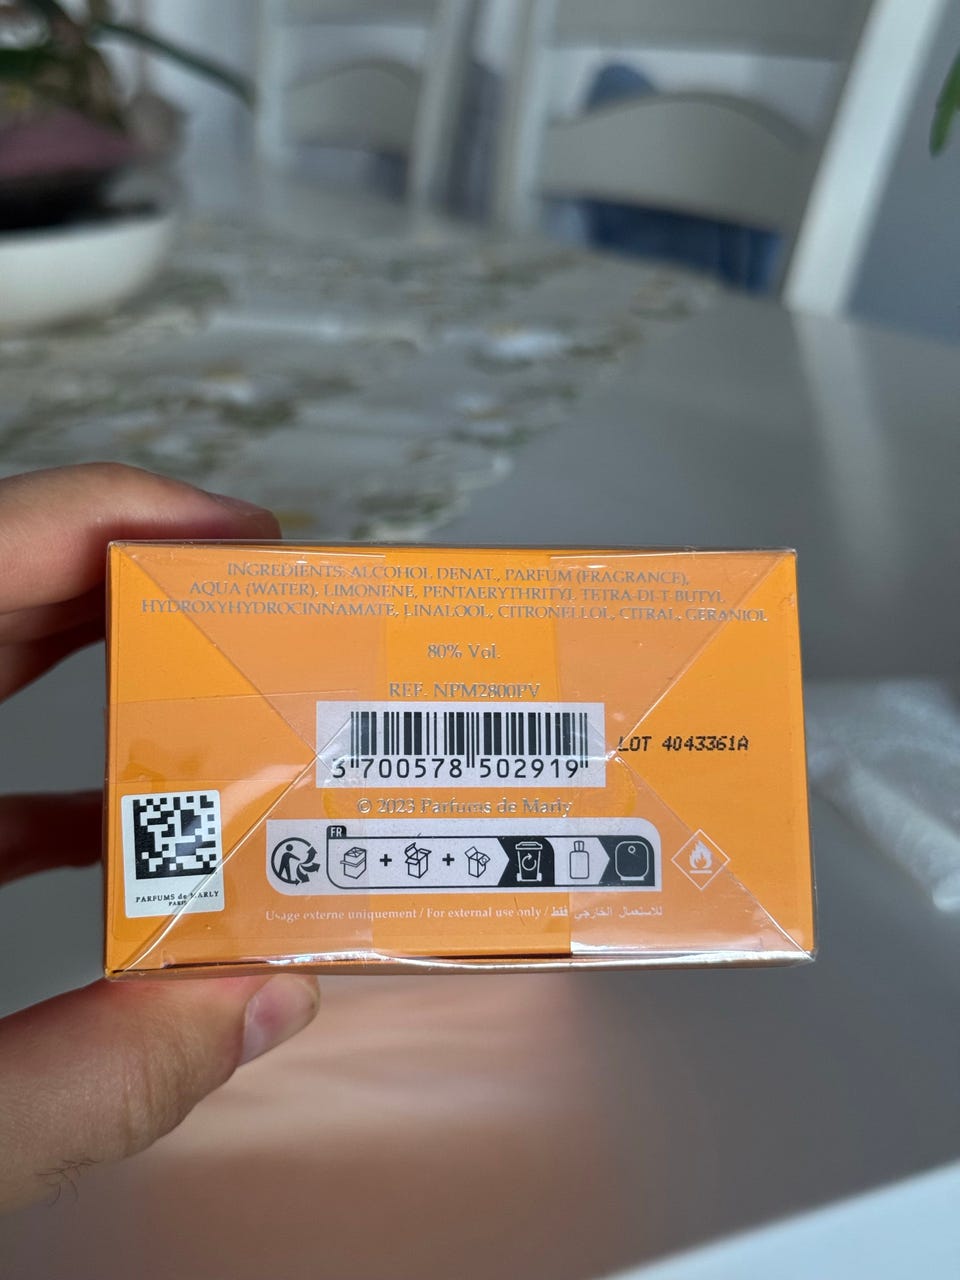 INGREDIENTS: ALCOHOL DENAT., PARFUM (FRAGRANCE),
AQUA (WATER), LIMONENE, PENTAERYTHRITYL TETRA-DI-T-BUTYL
HYDROXYHYDROCINNAMATE, LINALOOL, CITRONELLOL, CITRAL, GERANIOL
80% Vol.
REF. NPM2800PV
3 700578 502919
LOT 4043361A
© 2023 Parfums de Marly
FR
PARFUMS de MARLY
PARIS
Usage externe uniquement / For external use only / للاستعمال الخارجي فقط